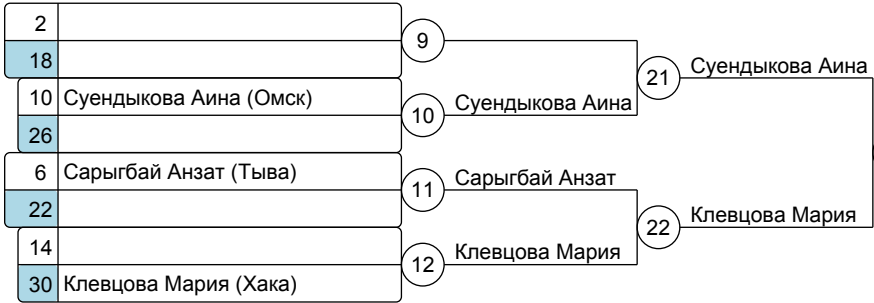 2
18
9
10 Суендыкова Аина (Омск)
26
10
Суендыкова Аина
21
Суендыкова Аина
6 Сарыгбай Анзат (Тыва)
22
11
Сарыгбай Анзат
14
30 Клевцова Мария (Хака)
12
Клевцова Мария
22
Клевцова Мария